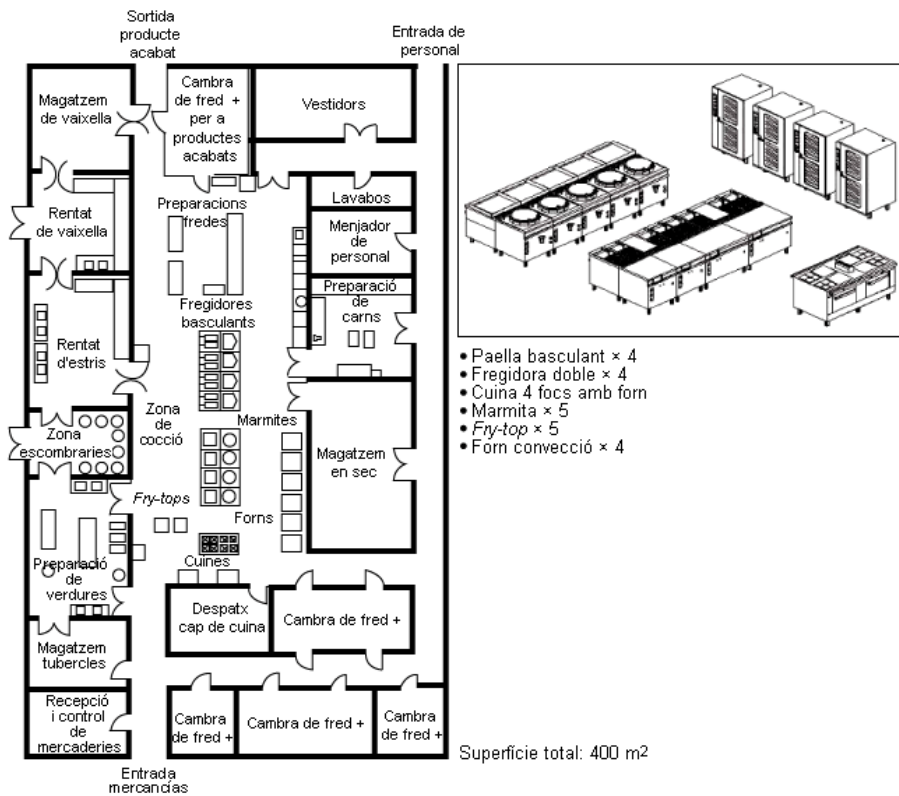 Sortida
producte
acabat
Entrada de
personal
Magatzem
de vaixella
Cambra
de fred +
per a
productes
acabats
Vestidors
Rentat
de vaixella
Preparacions
fredes
Lavabos
Menjador
de
personal
Preparació
de
carns
Fregidores
basculants
Rentat
d'estris
Zona
escombraries
Zona
de
cocció
Marmites
Magatzem
en sec
Fry-tops
Forns
Preparació
de
verdures
Cuines
Despatx
cap de cuina
Cambra de fred +
Magatzem
tubercles
Recepció
i control
de
mercaderies
Cambra
de fred +
Cambra de fred +
Cambra
de fred +
Entrada
mercancías
• Paella basculant × 4
• Fregidora doble × 4
• Cuina 4 focs amb forn
• Marmita × 5
• Fry-top × 5
• Forn convecció × 4
Superfície total: 400 m²